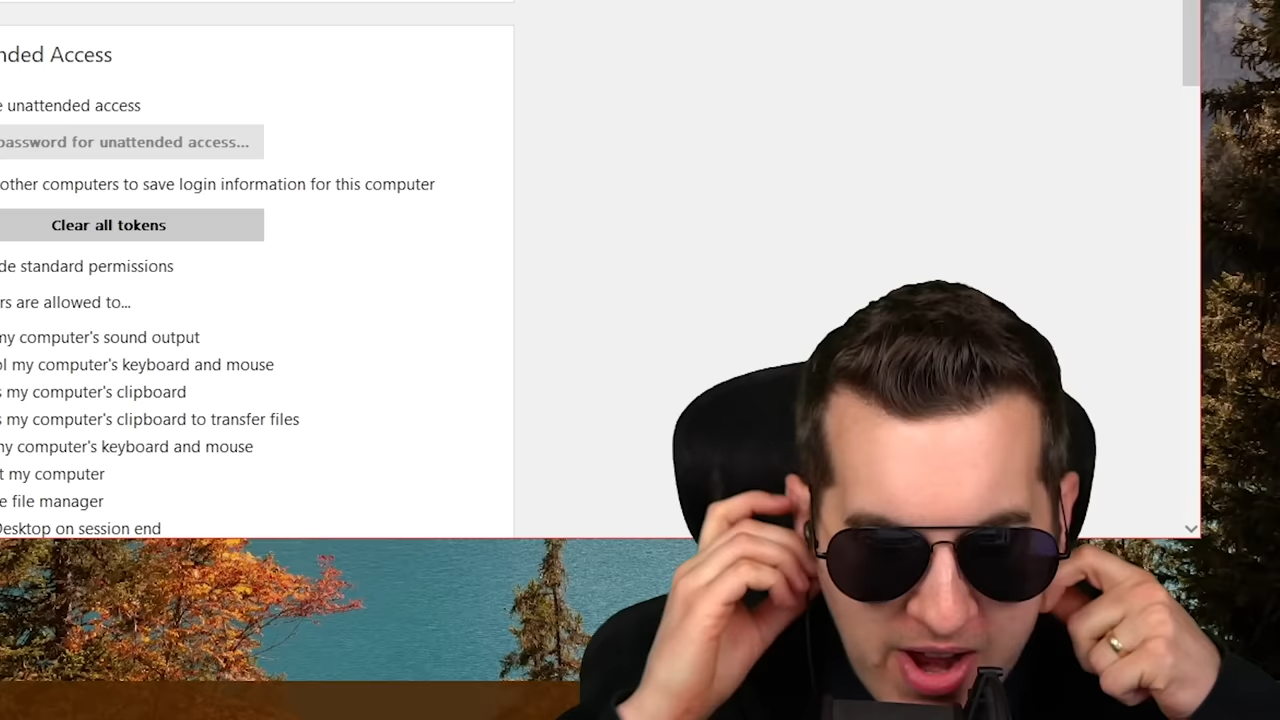 nded Access
unattended access
password for unattended access...
other computers to save login information for this computer
Clear all tokens
standard permissions
are allowed to...
my computer's sound output
my computer's keyboard and mouse
my computer's clipboard
my computer's clipboard to transfer files
my computer's keyboard and mouse
my computer
file manager
Desktop on session end